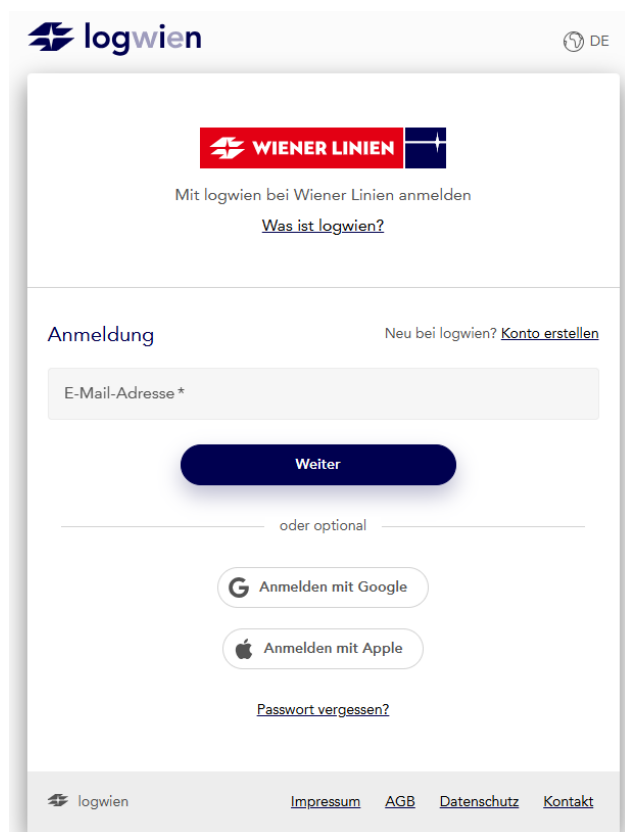 logwien
DE
WIENER LINIEN
Mit logwien bei Wiener Linien anmelden
Was ist logwien?
Anmeldung
Neu bei logwien? Konto erstellen
E-Mail-Adresse *
Weiter
oder optional
Anmelden mit Google
Anmelden mit Apple
Passwort vergessen?
logwien Impressum AGB Datenschutz Kontakt